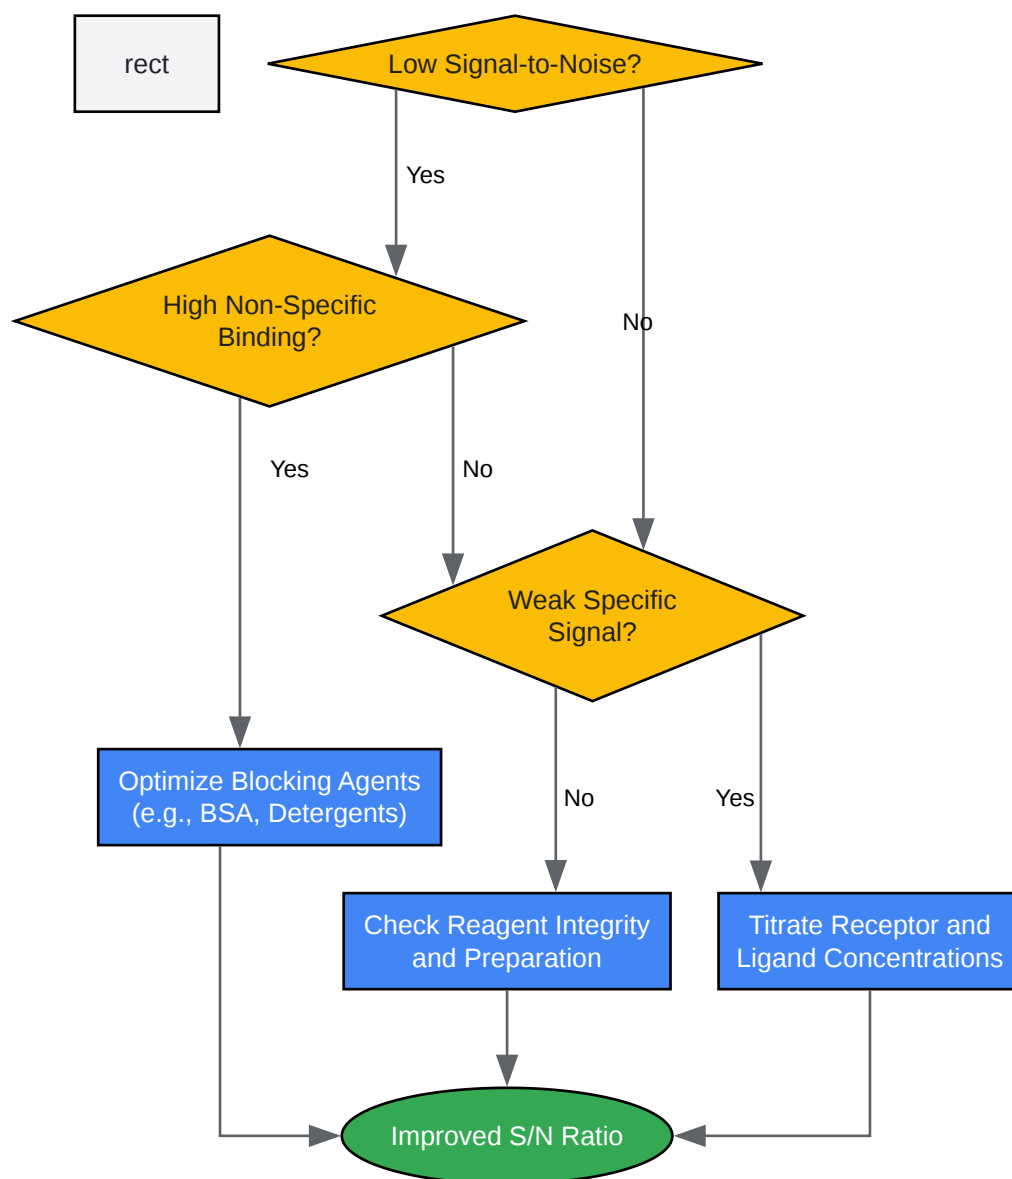 rect
Low Signal-to-Noise?
Yes
High Non-Specific
Binding?
No
Yes
No
Weak Specific
Signal?
Optimize Blocking Agents
(e.g., BSA, Detergents)
No
Yes
Check Reagent Integrity
and Preparation
Titrate Receptor and
Ligand Concentrations
Improved S/N Ratio